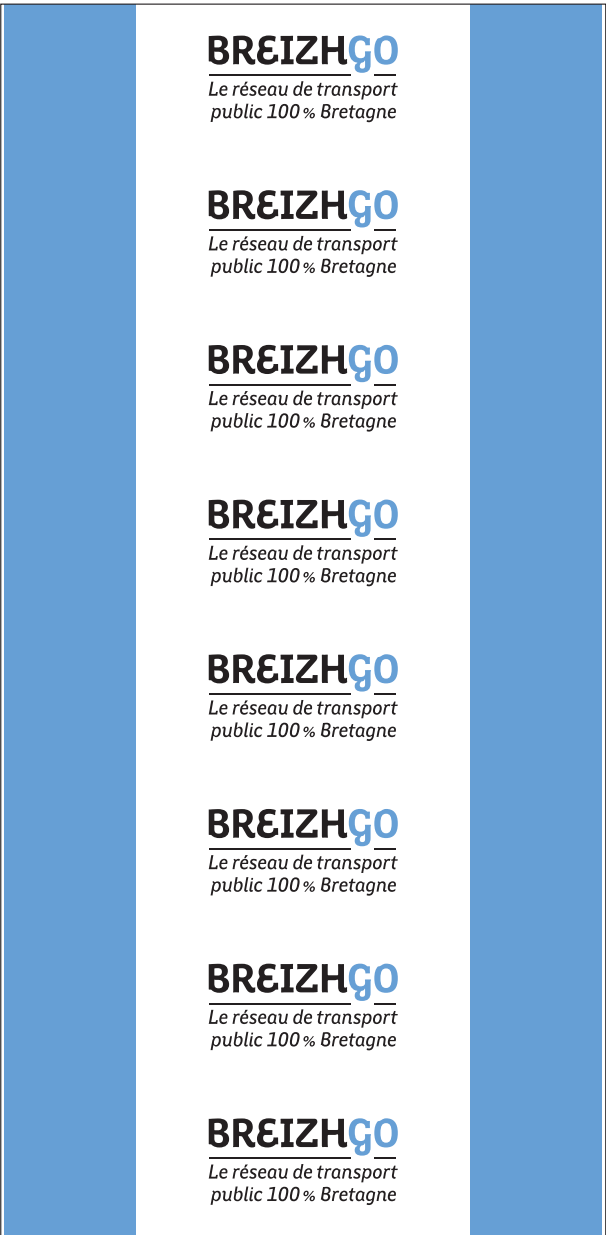 BREIZHGO
Le réseau de transport
public 100 % Bretagne
BREIZHGO
Le réseau de transport
public 100 % Bretagne
BREIZHGO
Le réseau de transport
public 100 % Bretagne
BREIZHGO
Le réseau de transport
public 100 % Bretagne
BREIZHGO
Le réseau de transport
public 100 % Bretagne
BREIZHGO
Le réseau de transport
public 100 % Bretagne
BREIZHGO
Le réseau de transport
public 100 % Bretagne
BREIZHGO
Le réseau de transport
public 100 % Bretagne